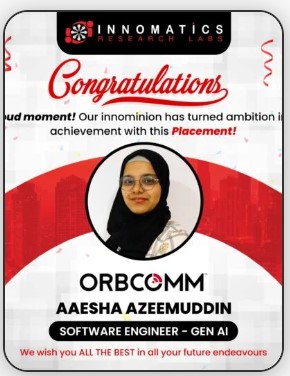 INNOMATICS
RESEARCH LABS
Congratulations
oud moment! Our innominion has turned ambition in
achievement with this Placement!
ORBCOMM
AAESHA AZEEMUDDIN
SOFTWARE ENGINEER - GEN AI
We wish you ALL THE BEST in all your future endeavours